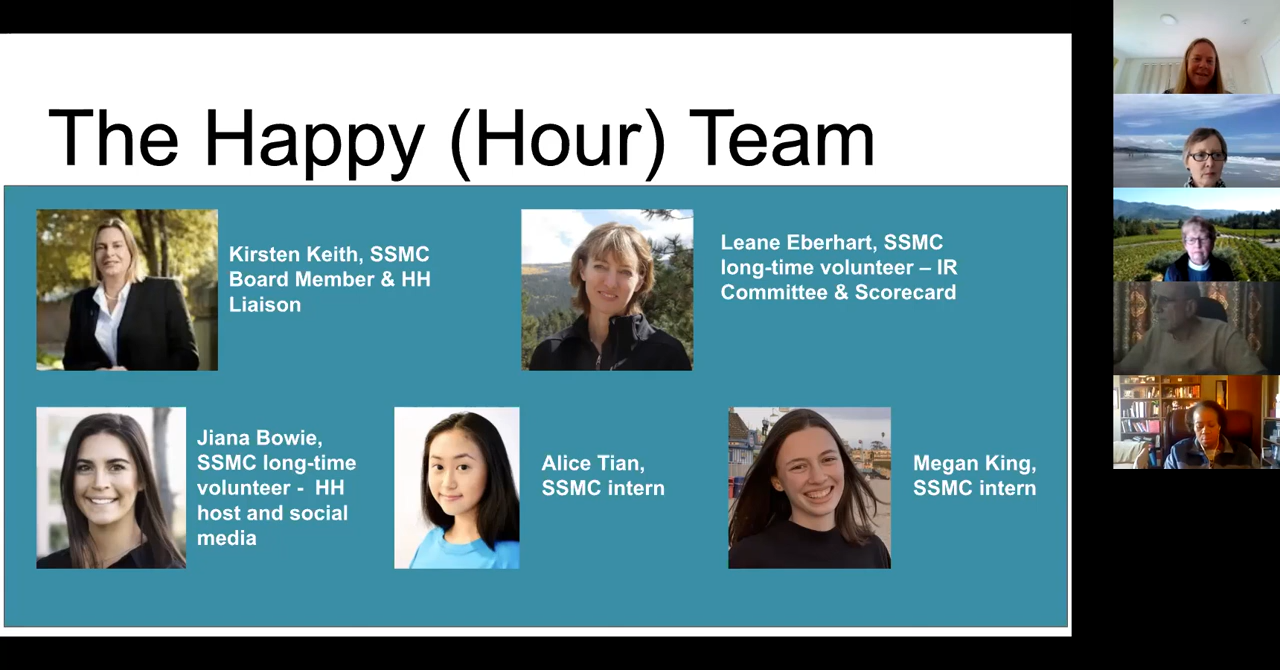 The Happy (Hour) Team
Kirsten Keith, SSMC
Board Member & HH
Liaison
Leane Eberhart, SSMC
long-time volunteer – IR
Committee & Scorecard
Jiana Bowie,
SSMC long-time
volunteer - HH
host and social
media
Alice Tian,
SSMC intern
Megan King,
SSMC intern